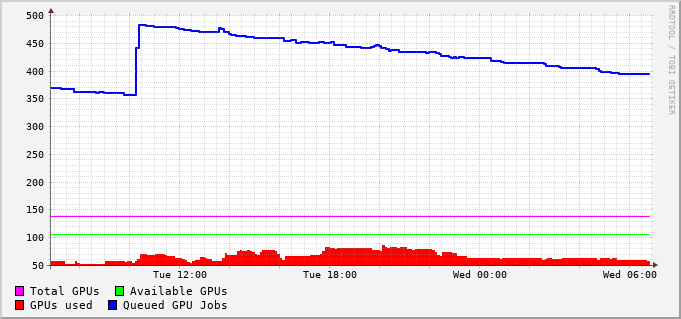 500
450
400
350
300
250
200
150
100
50
Tue 12:00 Tue 18:00 Wed 00:00 Wed 06:00
Total GPUs Available GPUs
GPUs used Queued GPU Jobs
RRDTOOL / TOBI OETIKER